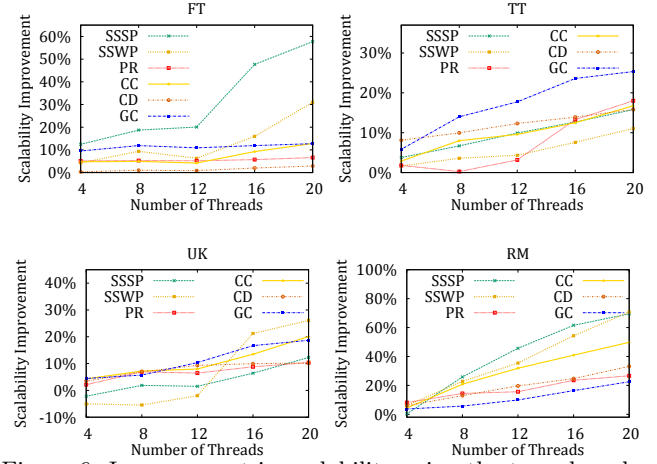 FT
Scalability Improvement
60%
50%
40%
30%
20%
10%
0%
SSSP
SSWP
PR
CC
CD
GC
4 8 12 16 20
Number of Threads
TT
Scalability Improvement
30%
20%
10%
0%
SSSP CC
SSWP CD
PR GC
4 8 12 16 20
Number of Threads
UK
Scalability Improvement
40%
30%
20%
10%
0%
-10%
SSSP CC
SSWP CD
PR GC
4 8 12 16 20
Number of Threads
RM
Scalability Improvement
100%
80%
60%
40%
20%
0%
SSSP CC
SSWP CD
PR GC
4 8 12 16 20
Number of Threads